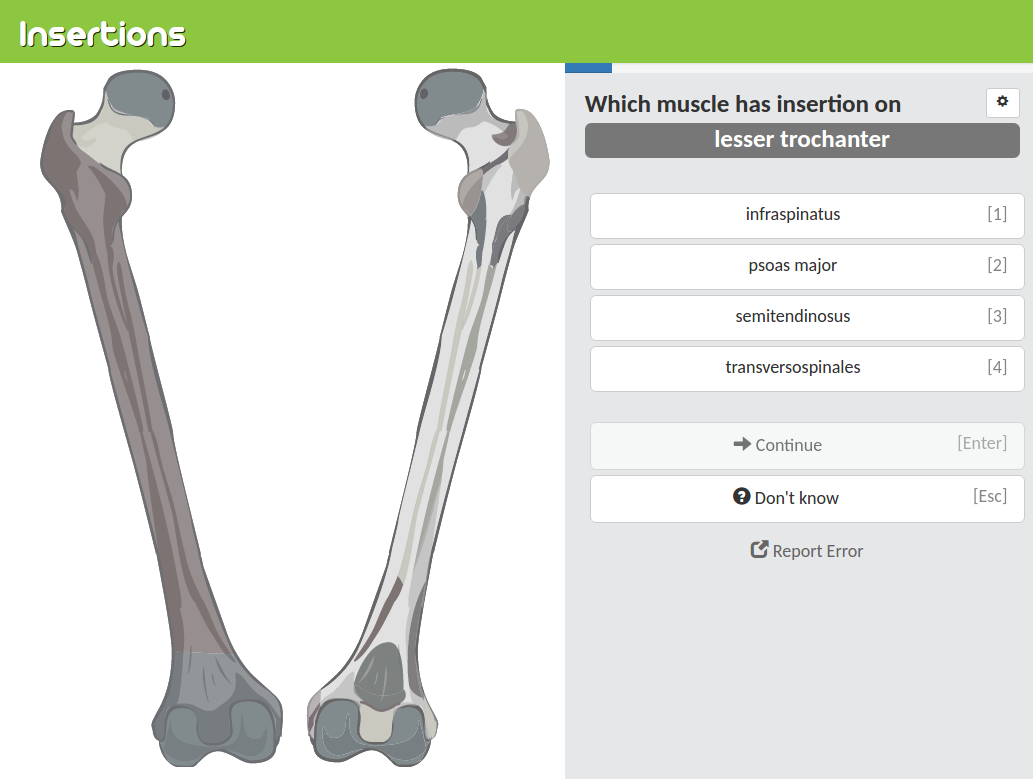 Insertions
Which muscle has insertion on
lesser trochanter
infraspinatus [1]
psoas major [2]
semitendinosus [3]
transversospinales [4]
Continue [Enter]
Don't know [Esc]
Report Error